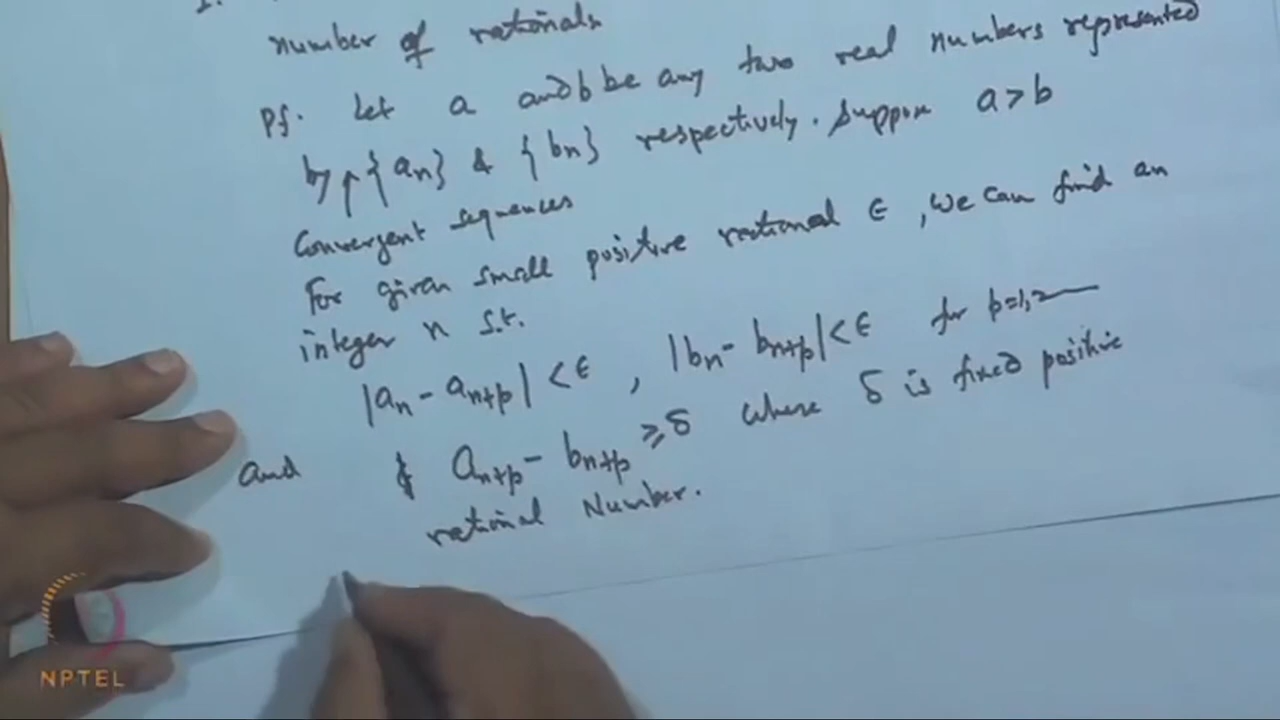 1.
number of rationals
Pf. Let a and b be any two real numbers represented
by {an} & {bn} respectively. Suppose a > b
Convergent sequences
For given small positive rational ϵ, we can find an
integer n s.t.
|an - an+p| < ϵ, |bn - bn+p| < ϵ for p=1,2—
and & an+p - bn+p ≥ δ where δ is fixed positive
rational Number.
NPTEL